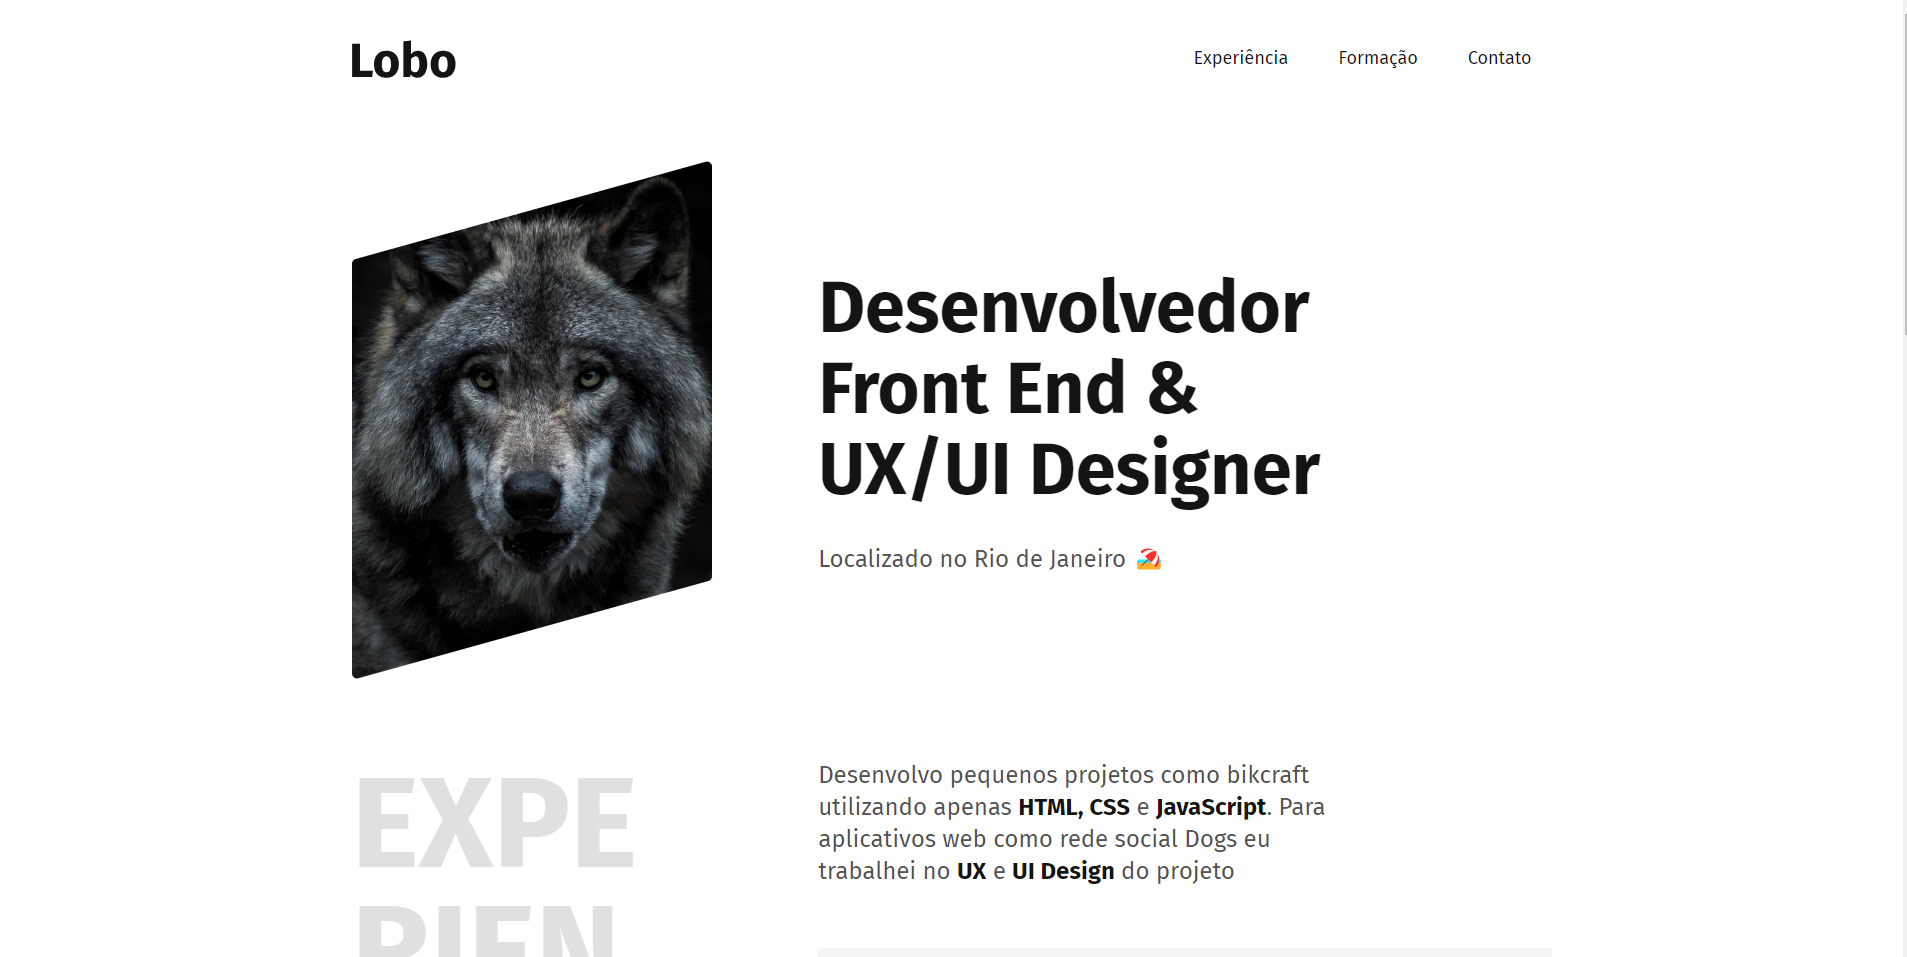 Lobo
Experiência
Formação
Contato
Desenvolvedor
Front End &
UX/UI Designer
Localizado no Rio de Janeiro 🏖️
EXPE
RIEN
Desenvolvo pequenos projetos como bikcraft
utilizando apenas HTML, CSS e JavaScript. Para
aplicativos web como rede social Dogs eu
trabalhei no UX e UI Design do projeto